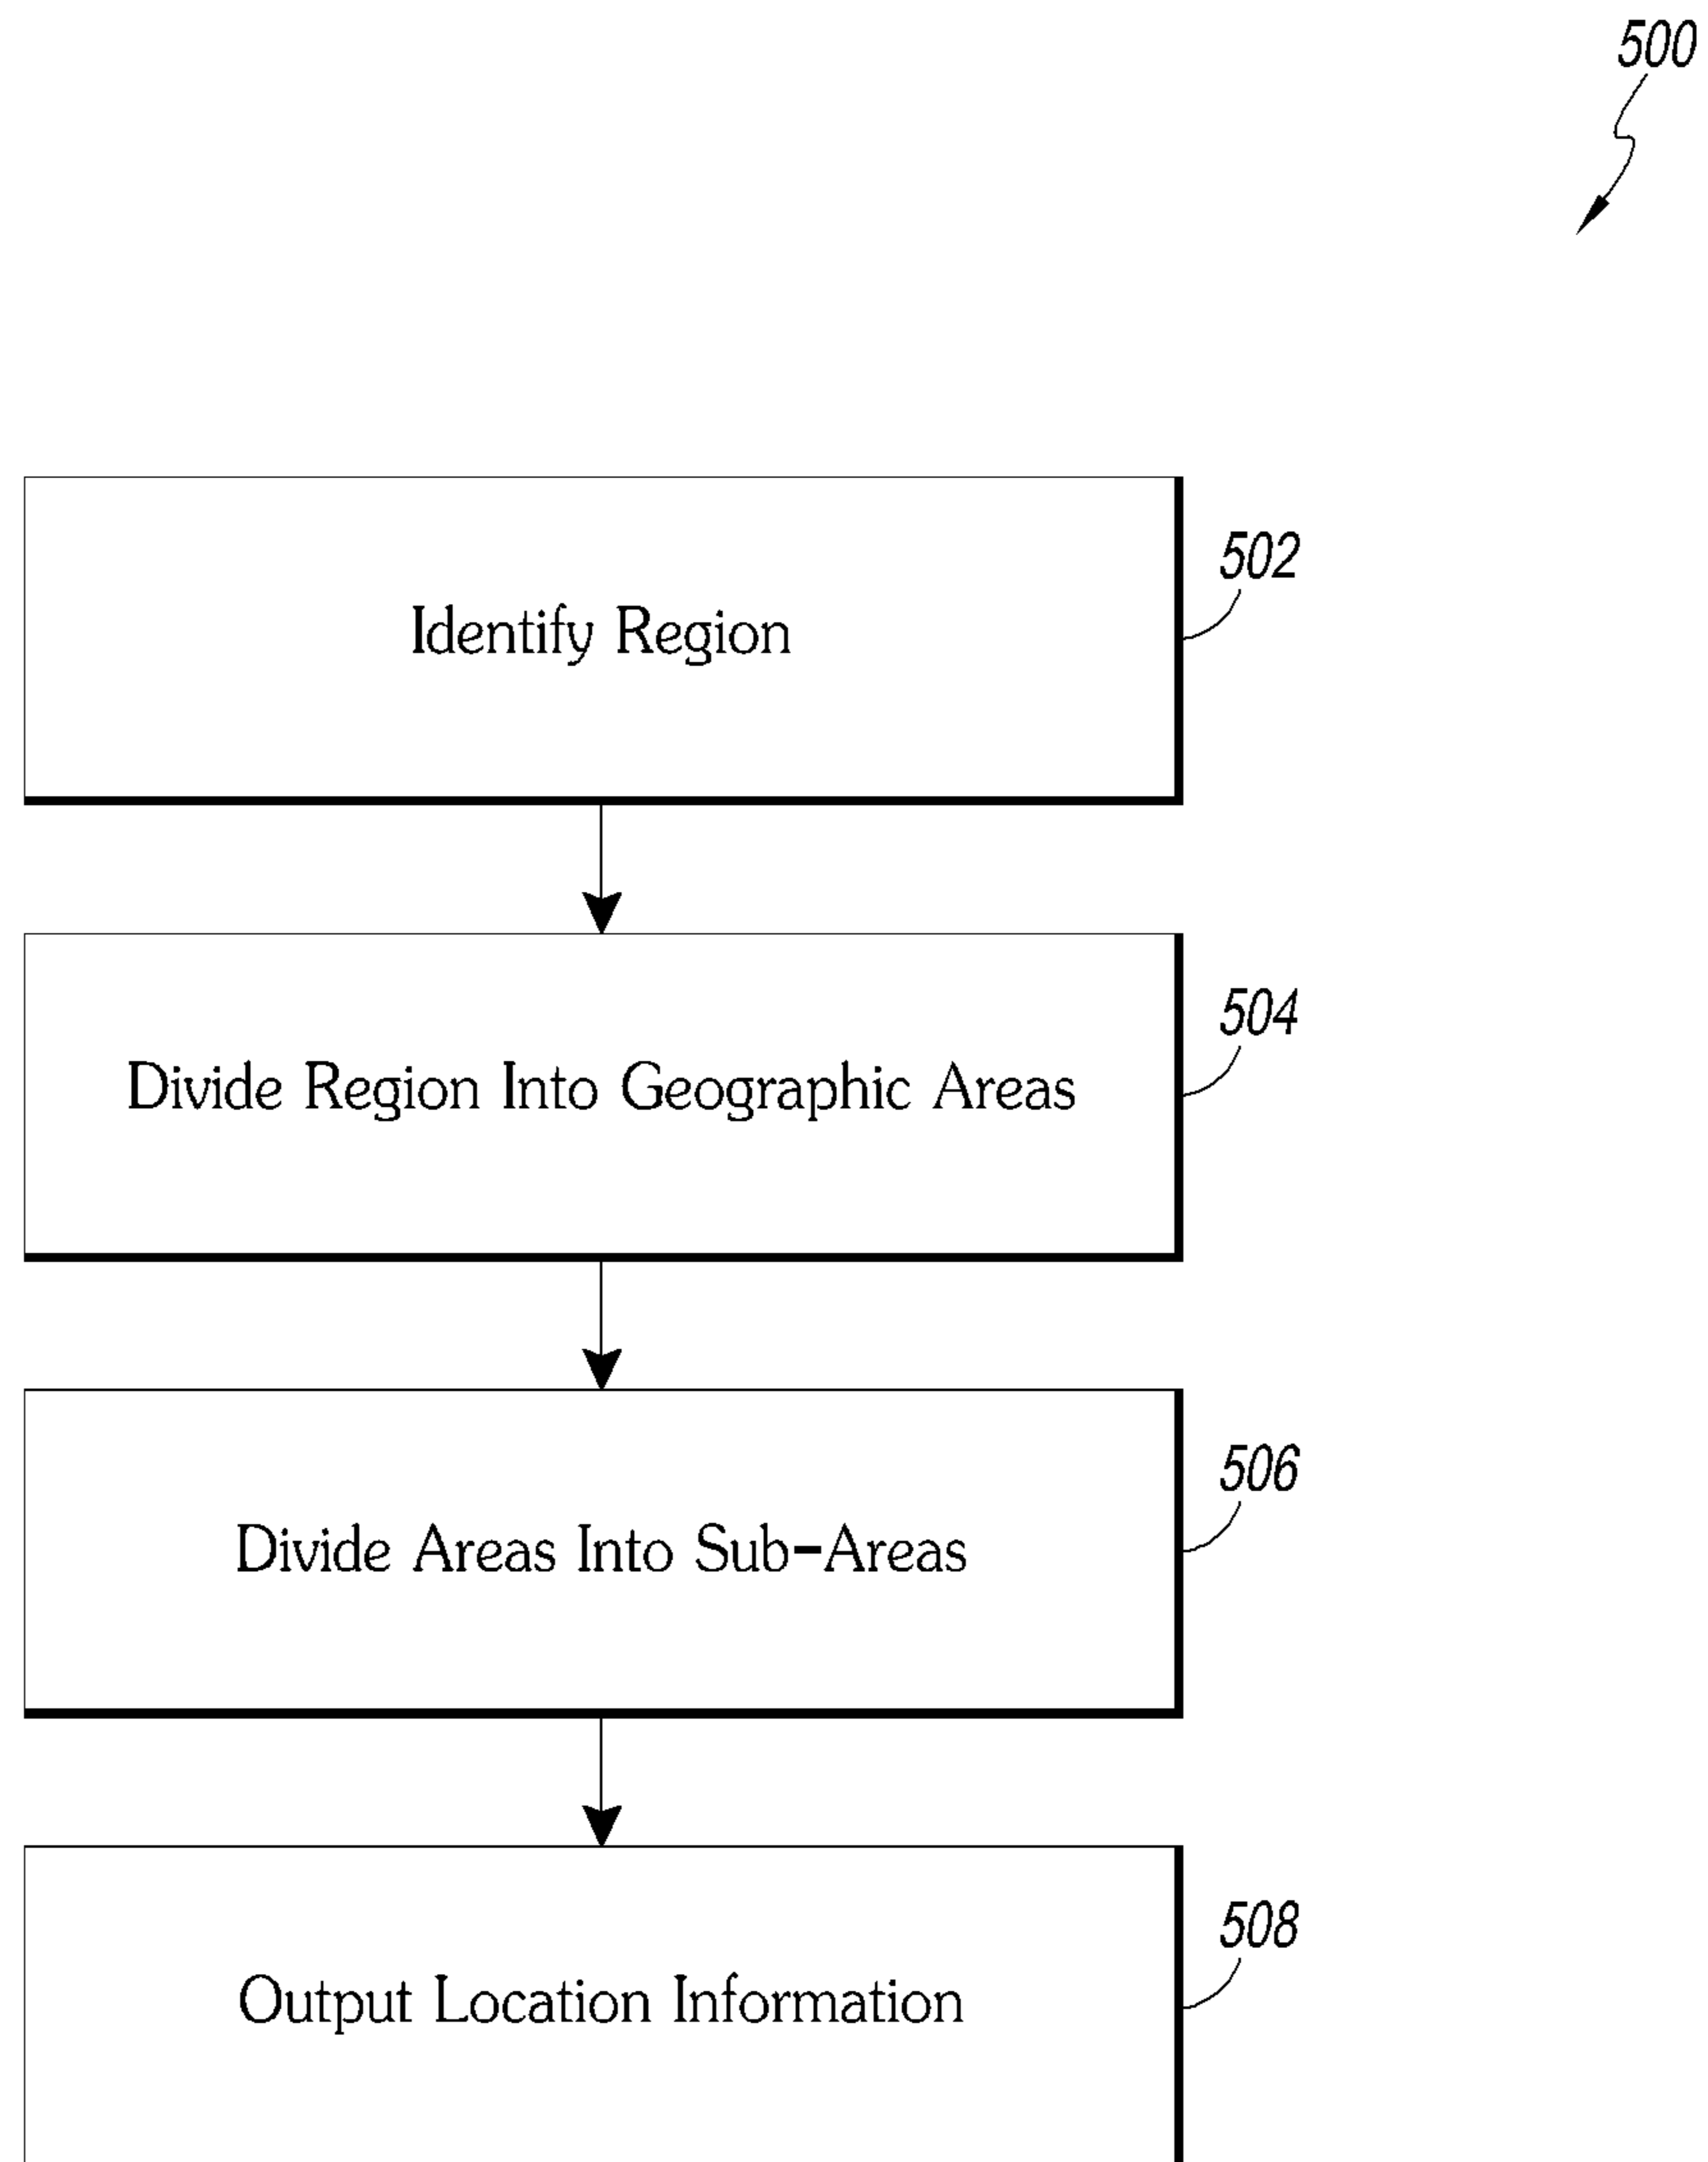 500
Identify Region
502
Divide Region Into Geographic Areas
504
Divide Areas Into Sub-Areas
506
Output Location Information
508